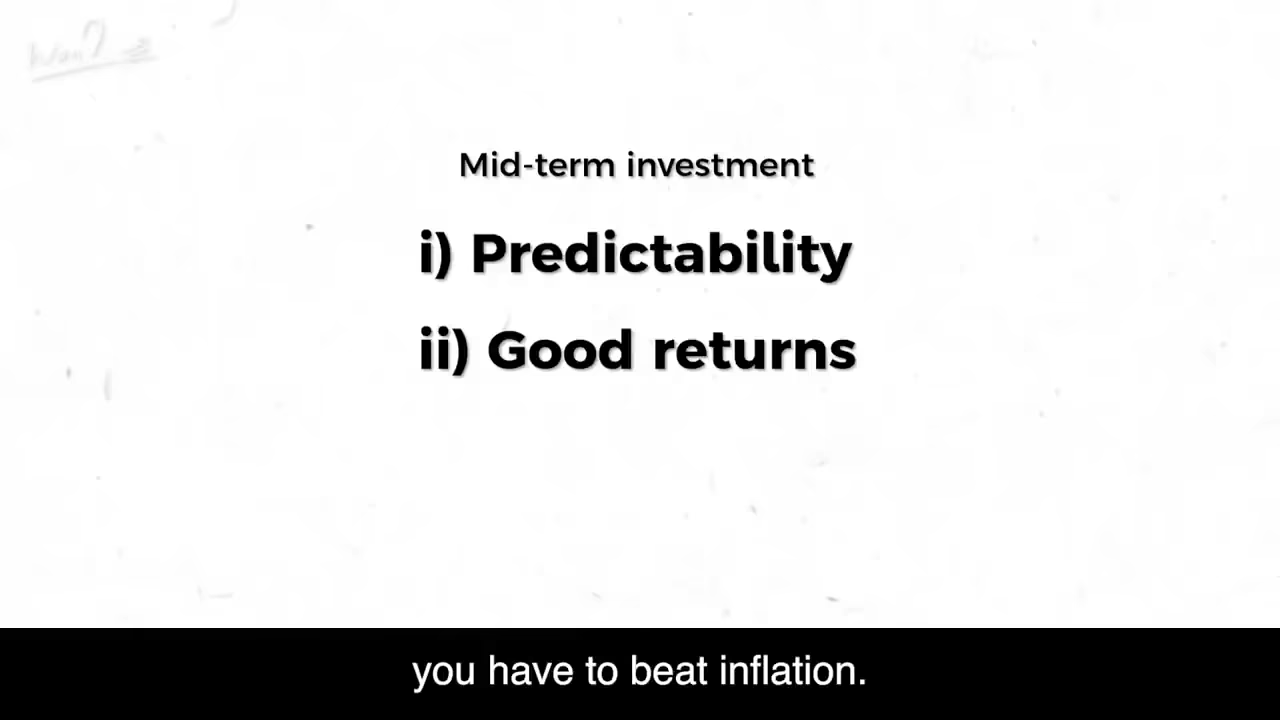 Mid-term investment
i) Predictability
ii) Good returns
you have to beat inflation.